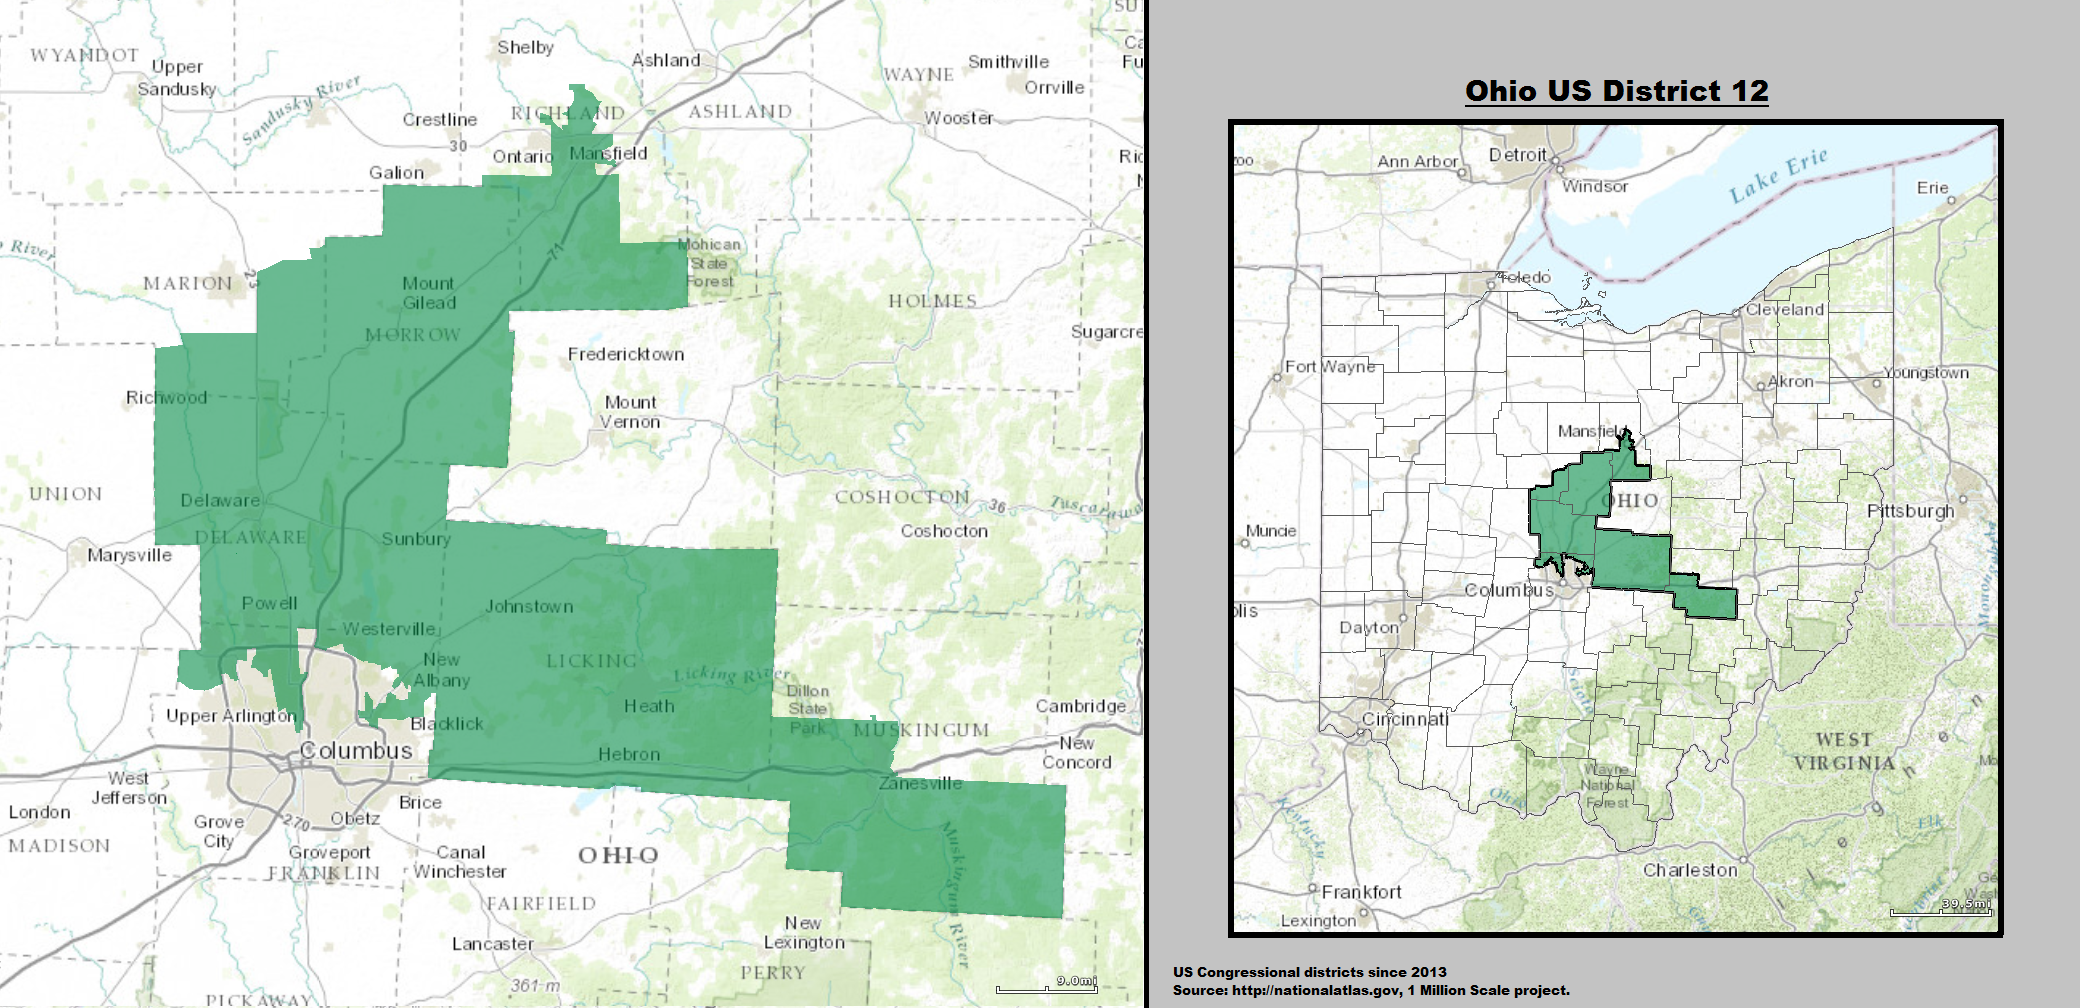 WYANDOT
Upper
Sandusky
Sandusky River
Shelby
Ashland
Smithville
WAYNE
Orrville
Crestline
RICHLAND
ASHLAND
Wooster
30
Ontario
Mansfield
Galion
River
23
71
Mohican
State
Forest
MARION
Mount
Gilead
HOLMES
MORROW
Sugarcre
Fredericktown
Richwood
Mount
Vernon
UNION
Delaware
COSHOCTON
36
Tuscarawa
DELAWARE
Sunbury
Coshocton
Marysville
Powell
Johnstown
Westerville
New
Albany
LICKING
Licking River
Dillon
State
Park
Heath
Upper Arlington
Blacklick
MUSKINGUM
Cambridge
Columbus
Hebron
New
Concord
West
Jefferson
Zanesville
London
Brice
Grove
City
270
Obetz
MADISON
Groveport
Canal
Winchester
OHIO
FRANKLIN
Muskingum River
FAIRFIELD
New
Lexington
Lancaster
PERRY
361-m
9.0mi
PICKAWAY
Ohio US District 12
Ann Arbor
Detroit
Windsor
Lake Erie
Erie
Toledo
Cleveland
Fort Wayne
Akron
Youngstown
Mansfield
OHIO
Pittsburgh
Muncie
Columbus
Dayton
Scioto
Cincinnati
WEST
VIRGINIA
Wayne
National
Forest
Ohio
Kentucky
Elk
Charleston
Frankfort
Lexington
39.5mi
US Congressional districts since 2013
Source: http://nationalatlas.gov, 1 Million Scale project.